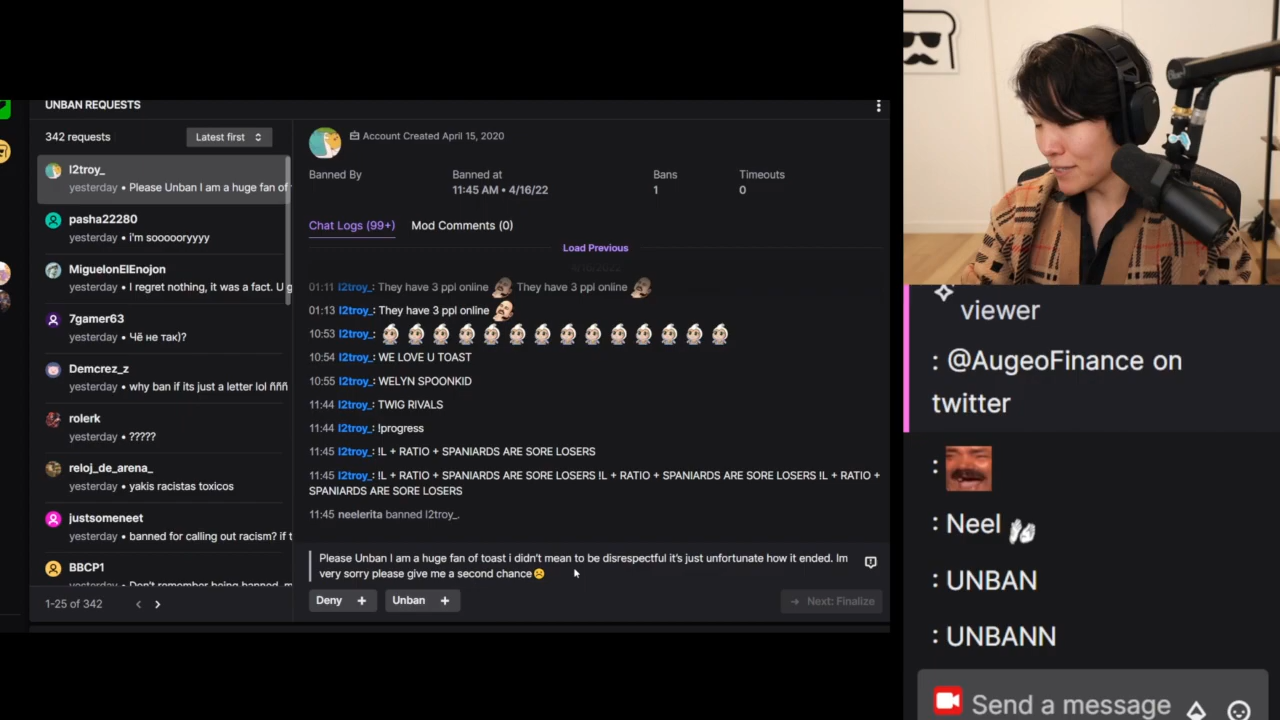 UNBAN REQUESTS
342 requests
Latest first
l2troy_
yesterday • Please Unban I am a huge fan of
pasha22280
yesterday • i'm soooooryyyy
MiguelonElEnojon
yesterday • I regret nothing, it was a fact. U g
7gamer63
yesterday • Чё не так)?
Demcrez_z
yesterday • why ban if its just a letter lol ñññ
rolerk
yesterday • ?????
reloj_de_arena_
yesterday • yakis racistas toxicos
justsomeneet
yesterday • banned for calling out racism? if t
BBCP1
yesterday • Don't remember being banned, m
1-25 of 342
Account Created April 15, 2020
Banned By
Banned at
11:45 AM • 4/16/22
Bans
1
Timeouts
0
Chat Logs (99+)
Mod Comments (0)
Load Previous
4/16/2022
01:11 l2troy_: They have 3 ppl online They have 3 ppl online
01:13 l2troy_: They have 3 ppl online
10:53 l2troy_:
10:54 l2troy_: WE LOVE U TOAST
10:55 l2troy_: WELYN SPOONKID
11:44 l2troy_: TWIG RIVALS
11:44 l2troy_: !progress
11:45 l2troy_: !L + RATIO + SPANIARDS ARE SORE LOSERS
11:45 l2troy_: !L + RATIO + SPANIARDS ARE SORE LOSERS !L + RATIO + SPANIARDS ARE SORE LOSERS !L + RATIO +
SPANIARDS ARE SORE LOSERS
11:45 neelerita banned l2troy_.
Please Unban I am a huge fan of toast i didn't mean to be disrespectful it's just unfortunate how it ended. Im
very sorry please give me a second chance
Deny +
Unban +
Next: Finalize
viewer
: @AugeoFinance on
twitter
:
: Neel
: UNBAN
: UNBANN
Send a message